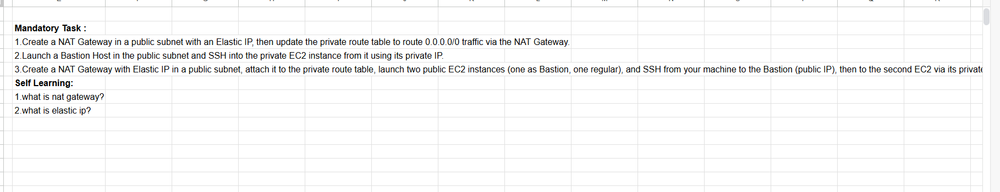 Mandatory Task :
1.Create a NAT Gateway in a public subnet with an Elastic IP, then update the private route table to route 0.0.0.0/0 traffic via the NAT Gateway.
2.Launch a Bastion Host in the public subnet and SSH into the private EC2 instance from it using its private IP.
3.Create a NAT Gateway with Elastic IP in a public subnet, attach it to the private route table, launch two public EC2 instances (one as Bastion, one regular), and SSH from your machine to the Bastion (public IP), then to the second EC2 via its private
Self Learning:
1.what is nat gateway?
2.what is elastic ip?